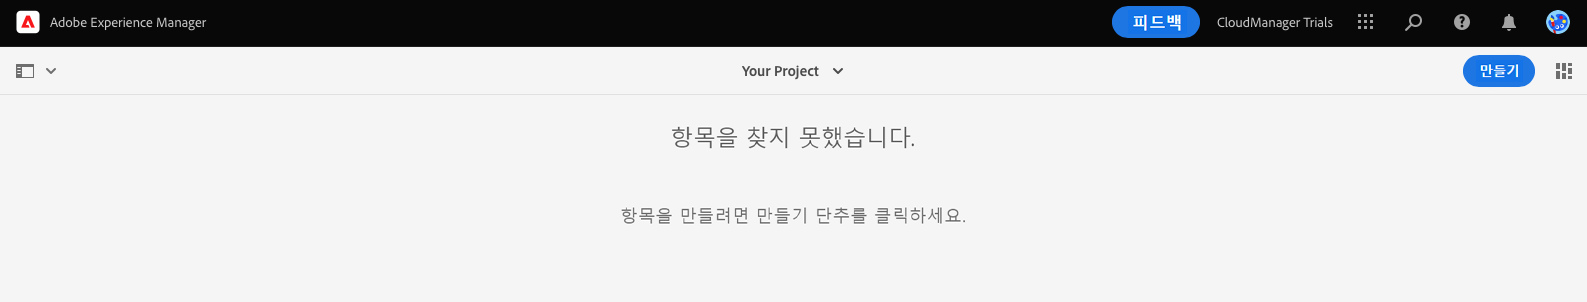 Adobe Experience Manager
피드백
CloudManager Trials
Your Project
만들기
항목을 찾지 못했습니다.
항목을 만들려면 만들기 단추를 클릭하세요.